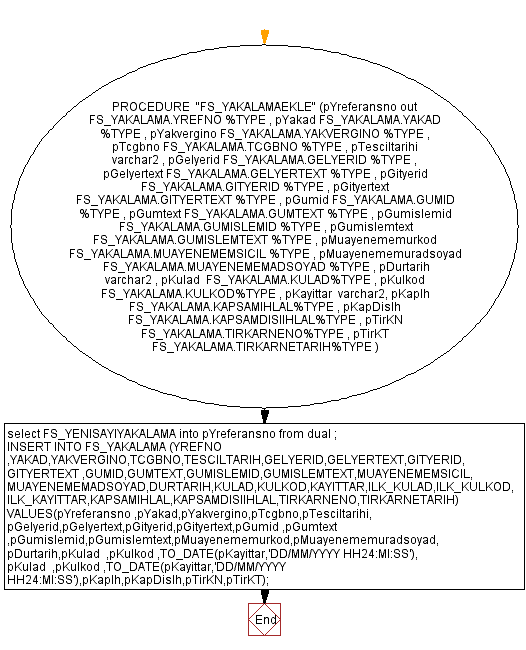 PROCEDURE "FS_YAKALAMAEKLE" (pYreferansno out
FS_YAKALAMA.YREFNO %TYPE , pYakad FS_YAKALAMA.YAKAD
%TYPE , pYakvergino FS_YAKALAMA.YAKVERGINO %TYPE ,
pTcgbno FS_YAKALAMA.TCGBNO %TYPE , pTesciltarihi
varchar2 , pGelyerid FS_YAKALAMA.GELYERID %TYPE ,
pGelyertext FS_YAKALAMA.GELYERTEXT %TYPE , pGityerid
FS_YAKALAMA.GITYERID %TYPE , pGityertext
FS_YAKALAMA.GITYERTEXT %TYPE , pGumid FS_YAKALAMA.GUMID
%TYPE , pGumtext FS_YAKALAMA.GUMTEXT %TYPE , pGumislemid
FS_YAKALAMA.GUMISLEMID %TYPE , pGumislemtext
FS_YAKALAMA.GUMISLEMTEXT %TYPE , pMuayenememurkod
FS_YAKALAMA.MUAYENEMEMSICIL %TYPE , pMuayenememuradsoyad
FS_YAKALAMA.MUAYENEMEMADSOYAD %TYPE , pDurtarih
varchar2 , pKulad FS_YAKALAMA.KULAD%TYPE , pKulkod
FS_YAKALAMA.KULKOD%TYPE , pKayittar varchar2, pKapIh
FS_YAKALAMA.KAPSAMIHLAL%TYPE , pKapDisIh
FS_YAKALAMA.KAPSAMDISIIHLAL%TYPE , pTirKN
FS_YAKALAMA.TIRKARNENO%TYPE , pTirKT
FS_YAKALAMA.TIRKARNETARIH%TYPE )
select FS_YENISAYIYAKALAMA into pYreferansno from dual ;
INSERT INTO FS_YAKALAMA (YREFNO
,YAKAD,YAKVERGINO,TCGBNO,TESCILTARIH,GELYERID,GELYERTEXT,GITYERID,
GITYERTEXT ,GUMID,GUMTEXT,GUMISLEMID,GUMISLEMTEXT,MUAYENEMEMSICIL,
MUAYENEMEMADSOYAD,DURTARIH,KULAD,KULKOD,KAYITTAR,ILK_KULAD,ILK_KULKOD,
ILK_KAYITTAR,KAPSAMIHLAL,KAPSAMDISIIHLAL,TIRKARNENO,TIRKARNETARIH)
VALUES(pYreferansno ,pYakad,pYakvergino,pTcgbno,pTesciltarihi,
pGelyerid,pGelyertext,pGityerid,pGityertext,pGumid ,pGumtext
,pGumislemid,pGumislemtext,pMuayenememurkod,pMuayenememuradsoyad,
pDurtarih,pKulad ,pKulkod ,TO_DATE(pKayittar,'DD/MM/YYYY HH24:MI:SS'),
pKulad ,pKulkod ,TO_DATE(pKayittar,'DD/MM/YYYY
HH24:MI:SS'),pKapIh,pKapDisIh,pTirKN,pTirKT);
End